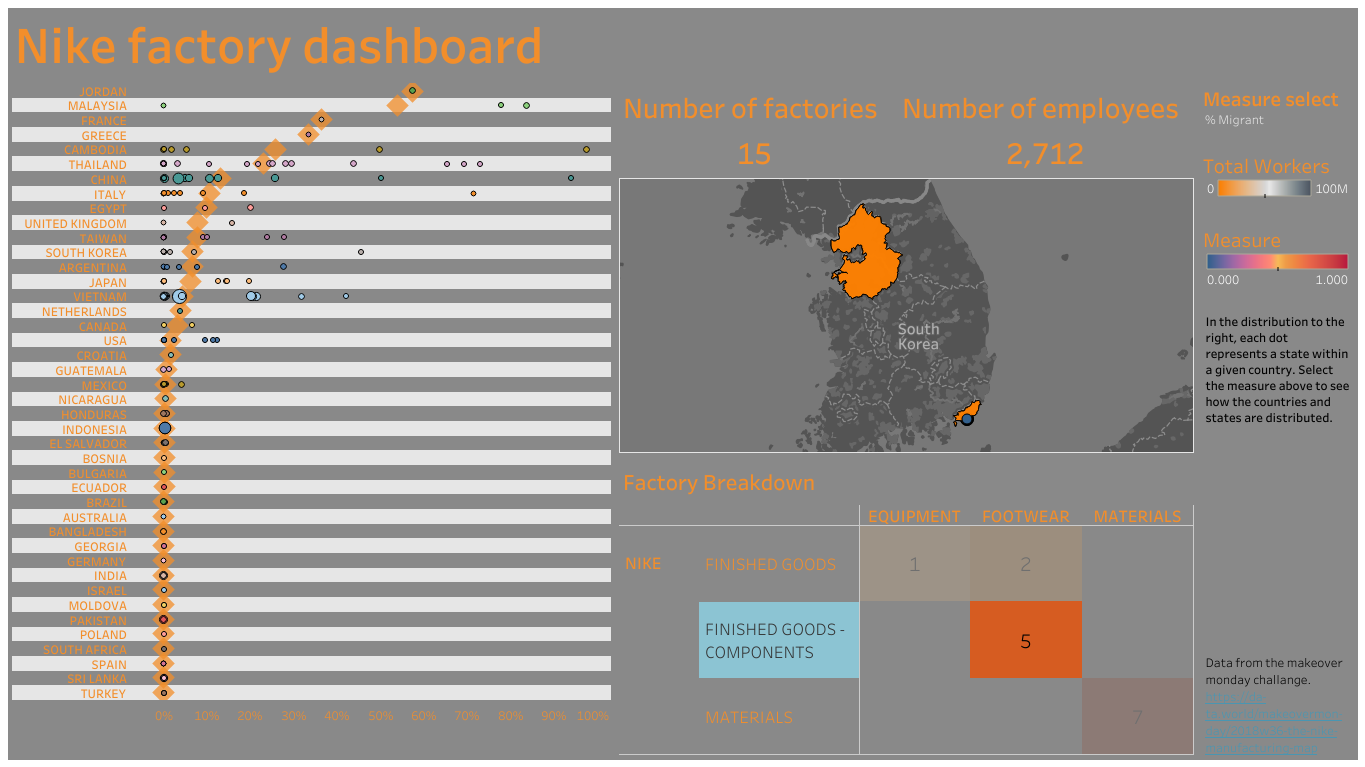 Nike factory dashboard
JORDAN
MALAYSIA
FRANCE
GREECE
CAMBODIA
THAILAND
CHINA
ITALY
EGYPT
UNITED KINGDOM
TAIWAN
SOUTH KOREA
ARGENTINA
JAPAN
VIETNAM
NETHERLANDS
CANADA
USA
CROATIA
GUATEMALA
MEXICO
NICARAGUA
HONDURAS
INDONESIA
EL SALVADOR
BOSNIA
BULGARIA
ECUADOR
BRAZIL
AUSTRALIA
BANGLADESH
GEORGIA
GERMANY
INDIA
ISRAEL
MOLDOVA
PAKISTAN
POLAND
SOUTH AFRICA
SPAIN
SRI LANKA
TURKEY
0% 10% 20% 30% 40% 50% 60% 70% 80% 90% 100%
Number of factories
15
Number of employees
2,712
South
Korea
Factory Breakdown
EQUIPMENT FOOTWEAR MATERIALS
NIKE FINISHED GOODS 1 2
FINISHED GOODS -
COMPONENTS
5
MATERIALS 7
Measure select
% Migrant
Total Workers
0 100M
Measure
0.000 1.000
In the distribution to the
right, each dot
represents a state within
a given country. Select
the measure above to see
how the countries and
states are distributed.
Data from the makeover
monday challange.